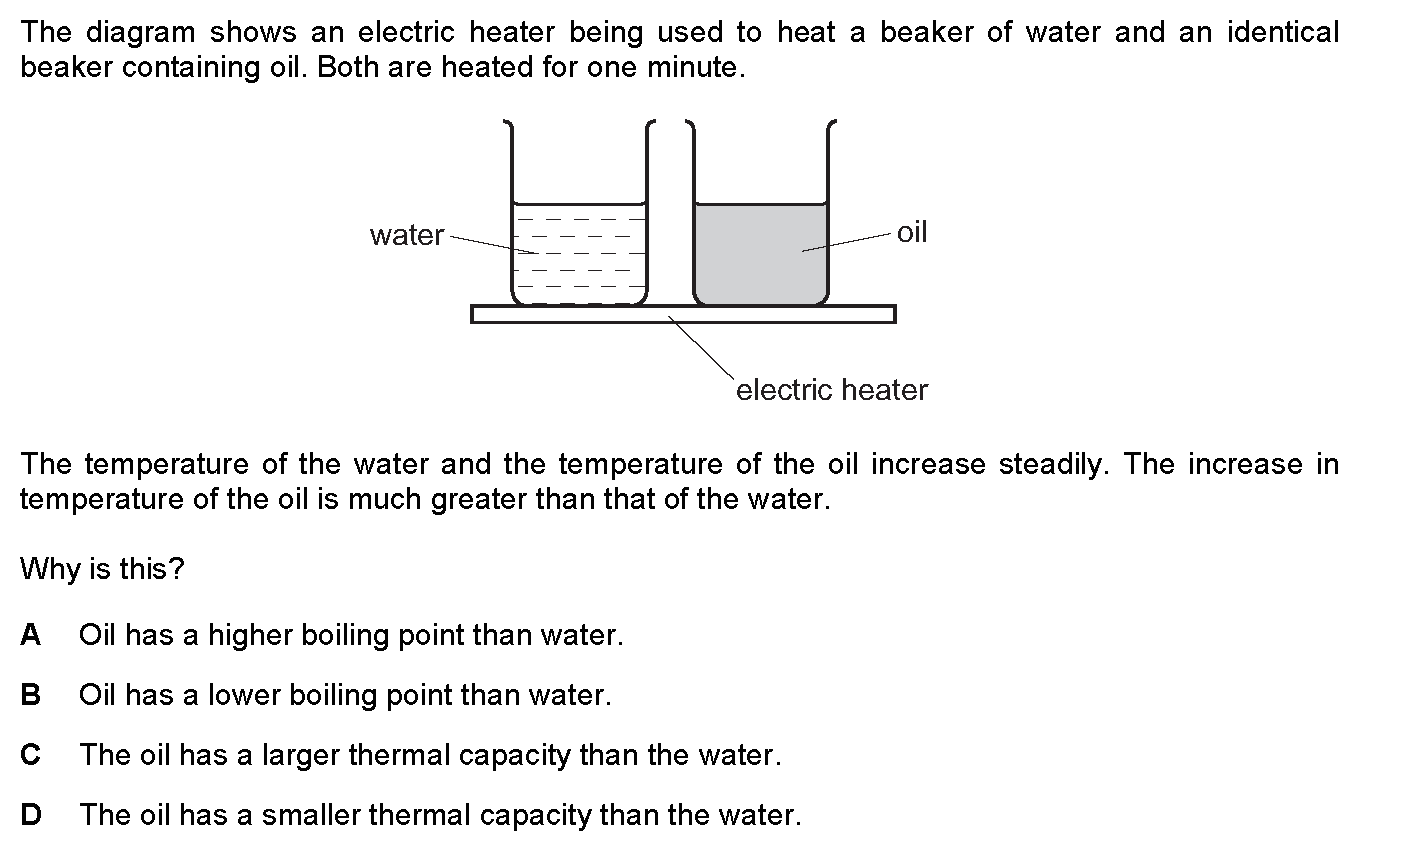 The diagram shows an electric heater being used to heat a beaker of water and an identical
beaker containing oil. Both are heated for one minute.
water
oil
electric heater
The temperature of the water and the temperature of the oil increase steadily. The increase in
temperature of the oil is much greater than that of the water.
Why is this?
A Oil has a higher boiling point than water.
B Oil has a lower boiling point than water.
C The oil has a larger thermal capacity than the water.
D The oil has a smaller thermal capacity than the water.